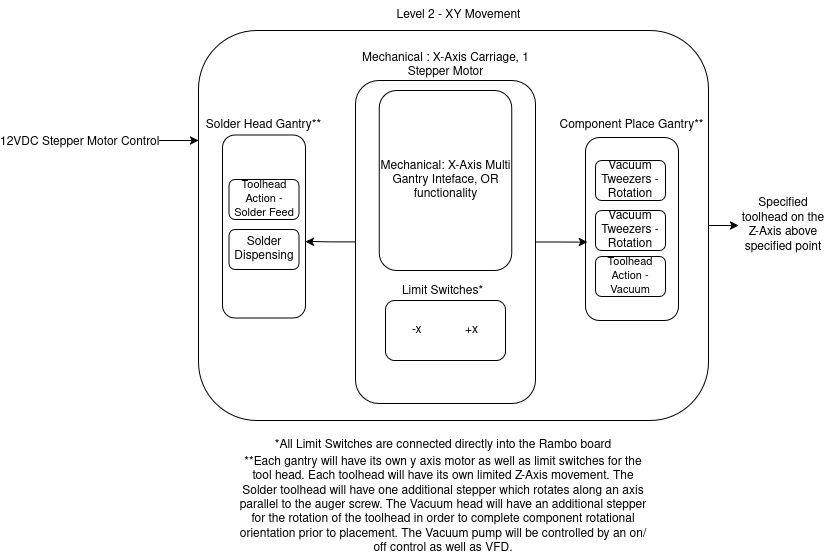 Level 2 - XY Movement
Mechanical : X-Axis Carriage, 1
Stepper Motor
12VDC Stepper Motor Control
Solder Head Gantry**
Toolhead
Action -
Solder Feed
Solder
Dispensing
Mechanical: X-Axis Multi
Gantry Inteface, OR
functionality
Limit Switches*
-x
+x
Component Place Gantry**
Vacuum
Tweezers -
Rotation
Vacuum
Tweezers -
Rotation
Toolhead
Action -
Vacuum
Specified
toolhead on the
Z-Axis above
specified point
*All Limit Switches are connected directly into the Rambo board
**Each gantry will have its own y axis motor as well as limit switches for the
tool head. Each toolhead will have its own limited Z-Axis movement. The
Solder toolhead will have one additional stepper which rotates along an axis
parallel to the auger screw. The Vacuum head will have an additional stepper
for the rotation of the toolhead in order to complete component rotational
orientation prior to placement. The Vacuum pump will be controlled by an on/
off control as well as VFD.